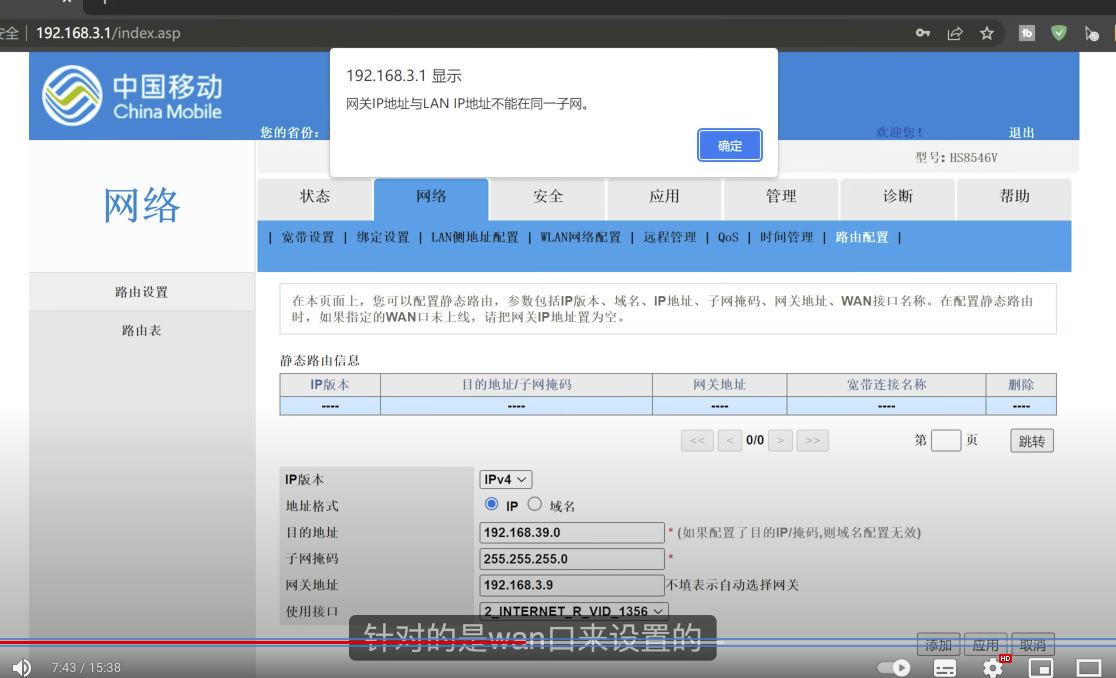 安全 192.168.3.1/index.asp
192.168.3.1 显示
网关IP地址与LAN IP地址不能在同一子网。
确定
中国移动
China Mobile
您的省份：
欢迎您！
退出
型号: HS8546V
网络
状态 网络 安全 应用 管理 诊断 帮助
| 宽带设置 | 绑定设置 | LAN侧地址配置 | WLAN网络配置 | 远程管理 | QoS | 时间管理 | 路由配置 |
路由设置
路由表
在本页面上，您可以配置静态路由，参数包括IP版本、域名、IP地址、子网掩码、网关地址、WAN接口名称。在配置静态路由
时，如果指定的WAN口未上线，请把网关IP地址置为空。
静态路由信息
IP版本 目的地址/子网掩码 网关地址 宽带连接名称 删除
---- ---- ---- ---- ----
<< < 0/0 > >> 第 页 跳转
IP版本 IPv4
地址格式 IP 域名
目的地址 192.168.39.0 * (如果配置了目的IP/掩码,则域名配置无效)
子网掩码 255.255.255.0 *
网关地址 192.168.3.9 不填表示自动选择网关
使用接口 2_INTERNET_R_VID_1356
针对的是wan口来设置的
添加 应用 取消
7:43 / 15:38
HD